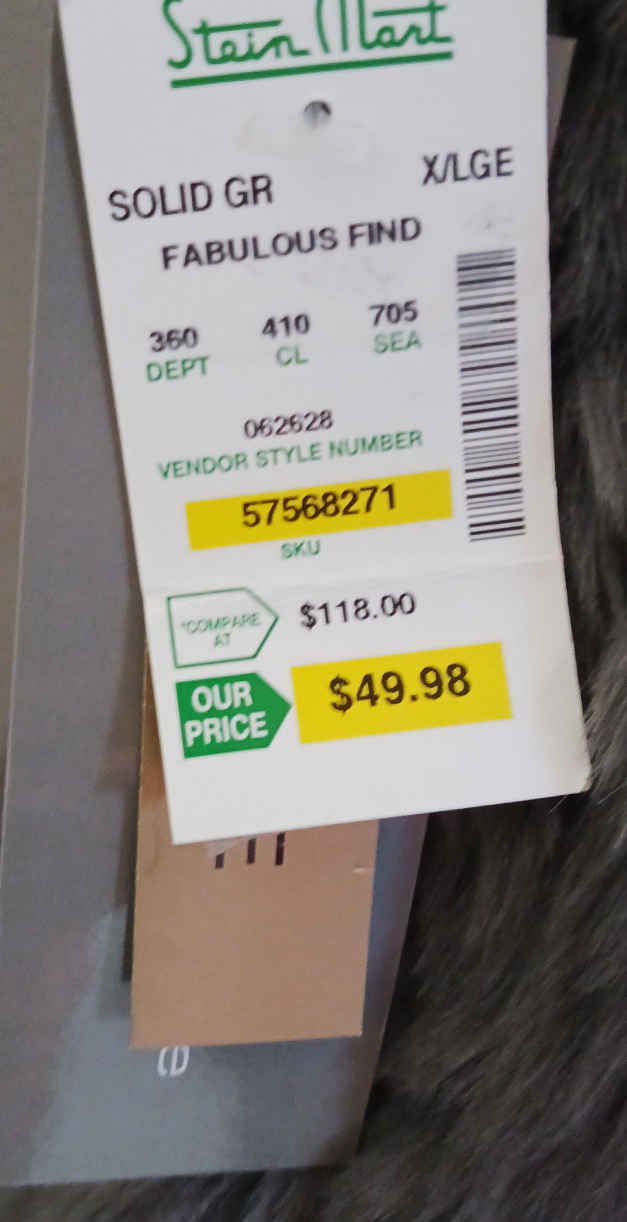 Stein Mart
SOLID GR X/LGE
FABULOUS FIND
360 410 705
DEPT CL SEA
062628
VENDOR STYLE NUMBER
57568271
SKU
*COMPARE AT $118.00
OUR PRICE $49.98